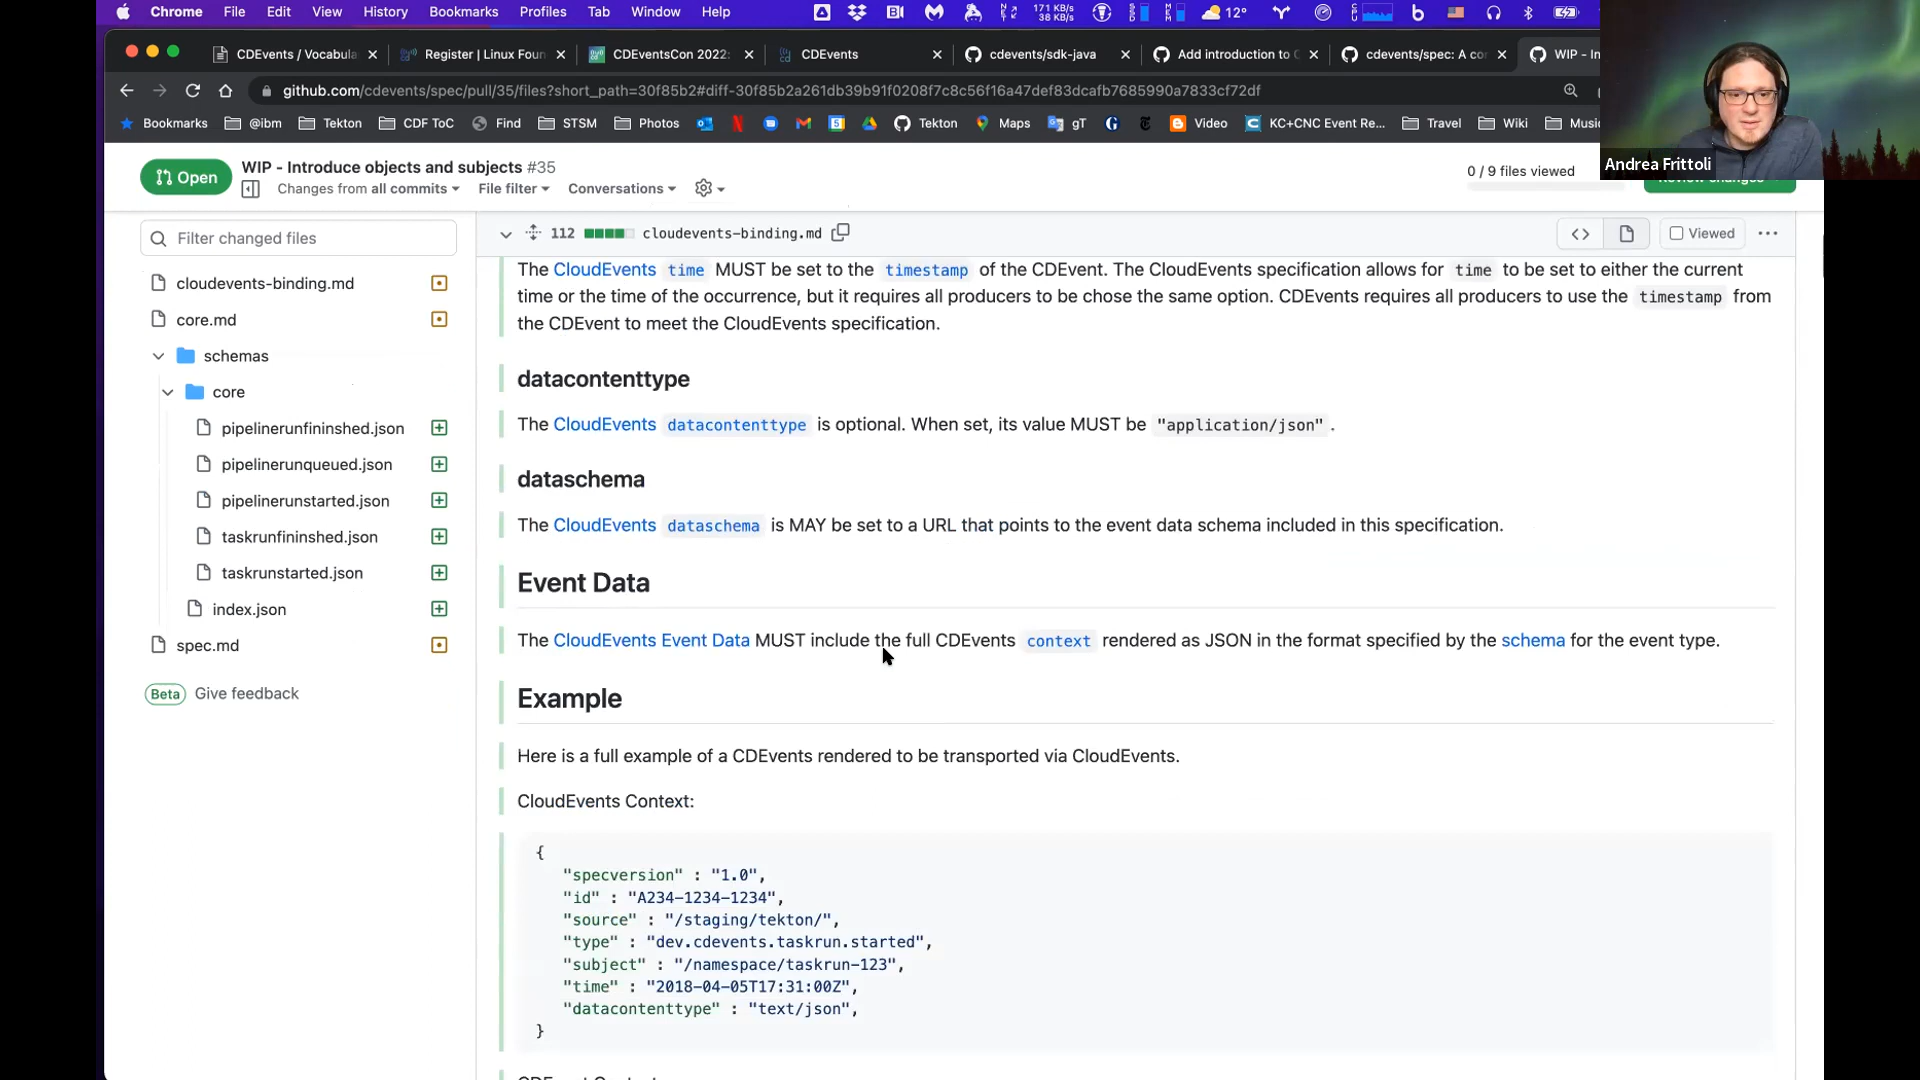 Chrome File Edit View History Bookmarks Profiles Tab Window Help 171 KB/s 38 KB/s 12°
CDEvents / Vocabula Register | Linux Foun CDEventsCon 2022: CDEvents cdevents/sdk-java Add introduction to C cdevents/spec: A co WIP - In
github.com/cdevents/spec/pull/35/files?short_path=30f85b2#diff-30f85b2a261db39b91f0208f7c8c56f16a47def83dcafb7685990a7833cf72df
Bookmarks @ibm Tekton CDF ToC Find STSM Photos Tekton Maps gT Video KC+CNC Event Re... Travel Wiki Music
Andrea Frittoli
Open WIP - Introduce objects and subjects #35
Changes from all commits File filter Conversations
0 / 9 files viewed
Review changes
Filter changed files
cloudevents-binding.md
core.md
schemas
core
pipelinerunfininshed.json
pipelinerunqueued.json
pipelinerunstarted.json
taskrunfininshed.json
taskrunstarted.json
index.json
spec.md
Beta Give feedback
112 cloudevents-binding.md
Viewed
The CloudEvents time MUST be set to the timestamp of the CDEvent. The CloudEvents specification allows for time to be set to either the current
time or the time of the occurrence, but it requires all producers to be chose the same option. CDEvents requires all producers to use the timestamp from
the CDEvent to meet the CloudEvents specification.
datacontenttype
The CloudEvents datacontenttype is optional. When set, its value MUST be "application/json" .
dataschema
The CloudEvents dataschema is MAY be set to a URL that points to the event data schema included in this specification.
Event Data
The CloudEvents Event Data MUST include the full CDEvents context rendered as JSON in the format specified by the schema for the event type.
Example
Here is a full example of a CDEvents rendered to be transported via CloudEvents.
CloudEvents Context:
{
"specversion" : "1.0",
"id" : "A234-1234-1234",
"source" : "/staging/tekton/",
"type" : "dev.cdevents.taskrun.started",
"subject" : "/namespace/taskrun-123",
"time" : "2018-04-05T17:31:00Z",
"datacontenttype" : "text/json",
}